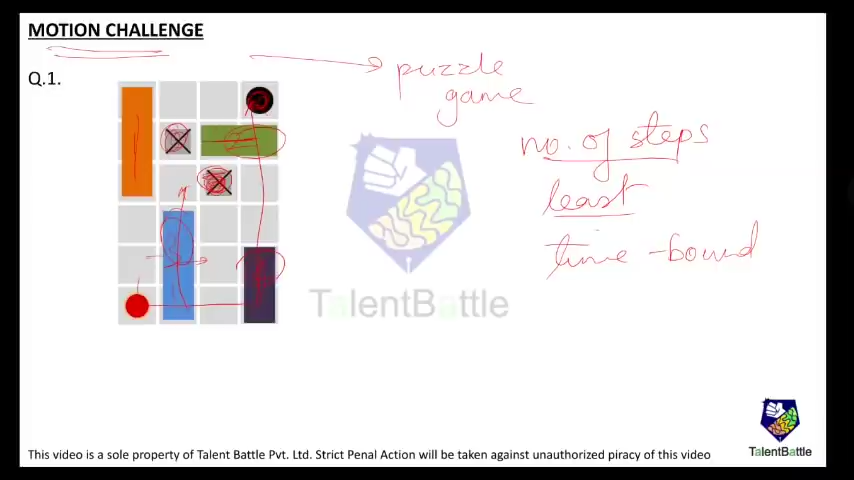 MOTION CHALLENGE
Q.1.
puzzle
game
no. of steps
least
time-bound
TalentBattle
TalentBattle
This video is a sole property of Talent Battle Pvt. Ltd. Strict Penal Action will be taken against unauthorized piracy of this video